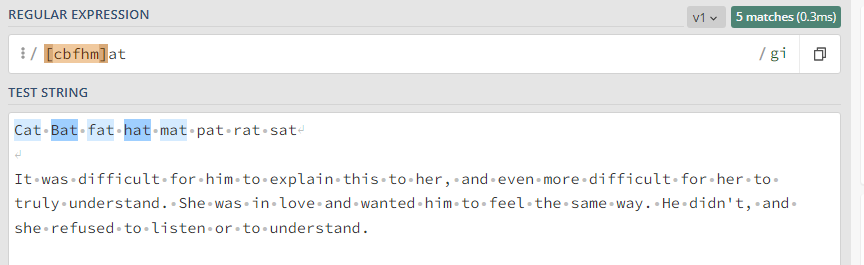 REGULAR EXPRESSION v1 5 matches (0.3ms)
/ [cbfhm]at / gi
TEST STRING
Cat Bat fat hat mat pat rat sat
It was difficult for him to explain this to her, and even more difficult for her to
truly understand. She was in love and wanted him to feel the same way. He didn't, and
she refused to listen or to understand.